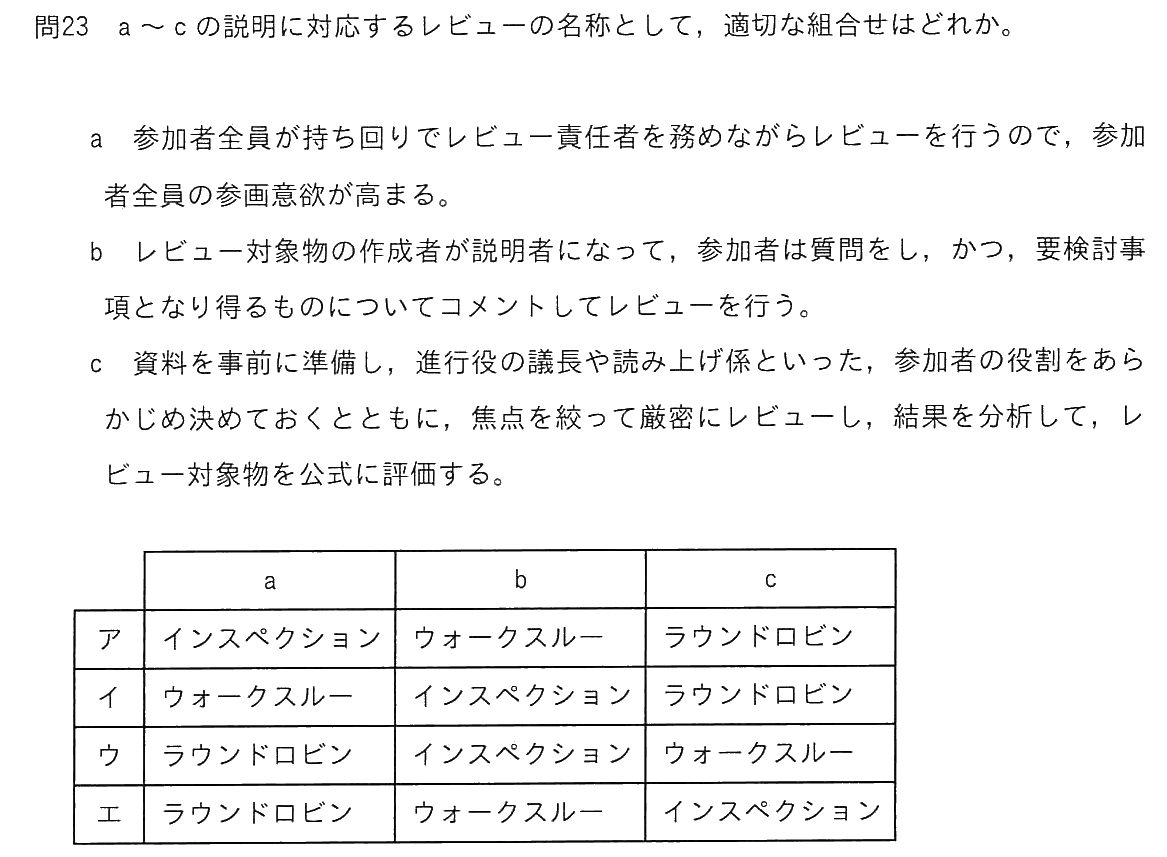 問23　a～cの説明に対応するレビューの名称として，適切な組合せはどれか。
a　参加者全員が持ち回りでレビュー責任者を務めながらレビューを行うので，参加
者全員の参画意欲が高まる。
b　レビュー対象物の作成者が説明者になって，参加者は質問をし，かつ，要検討事
項となり得るものについてコメントしてレビューを行う。
c　資料を事前に準備し，進行役の議長や読み上げ係といった，参加者の役割をあら
かじめ決めておくとともに，焦点を絞って厳密にレビューし，結果を分析して，レ
ビュー対象物を公式に評価する。
a　b　c
ア　インスペクション　ウォークスルー　ラウンドロビン
イ　ウォークスルー　インスペクション　ラウンドロビン
ウ　ラウンドロビン　インスペクション　ウォークスルー
エ　ラウンドロビン　ウォークスルー　インスペクション